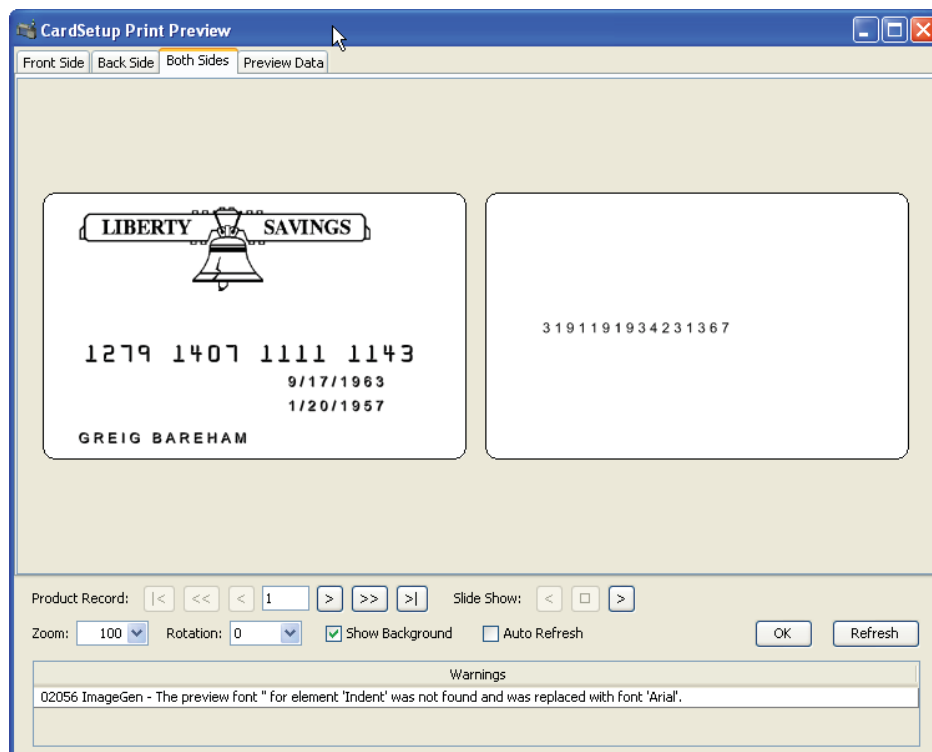 CardSetup Print Preview
Front Side Back Side Both Sides Preview Data
LIBERTY SAVINGS
1279 1407 1111 1143
9/17/1963
1/20/1957
GREIG BAREHAM
3191191934231367
Product Record: |< << < 1 > >> >| Slide Show: < >
Zoom: 100 Rotation: 0 Show Background Auto Refresh OK Refresh
Warnings
02056 ImageGen - The preview font '' for element 'Indent' was not found and was replaced with font 'Arial'.